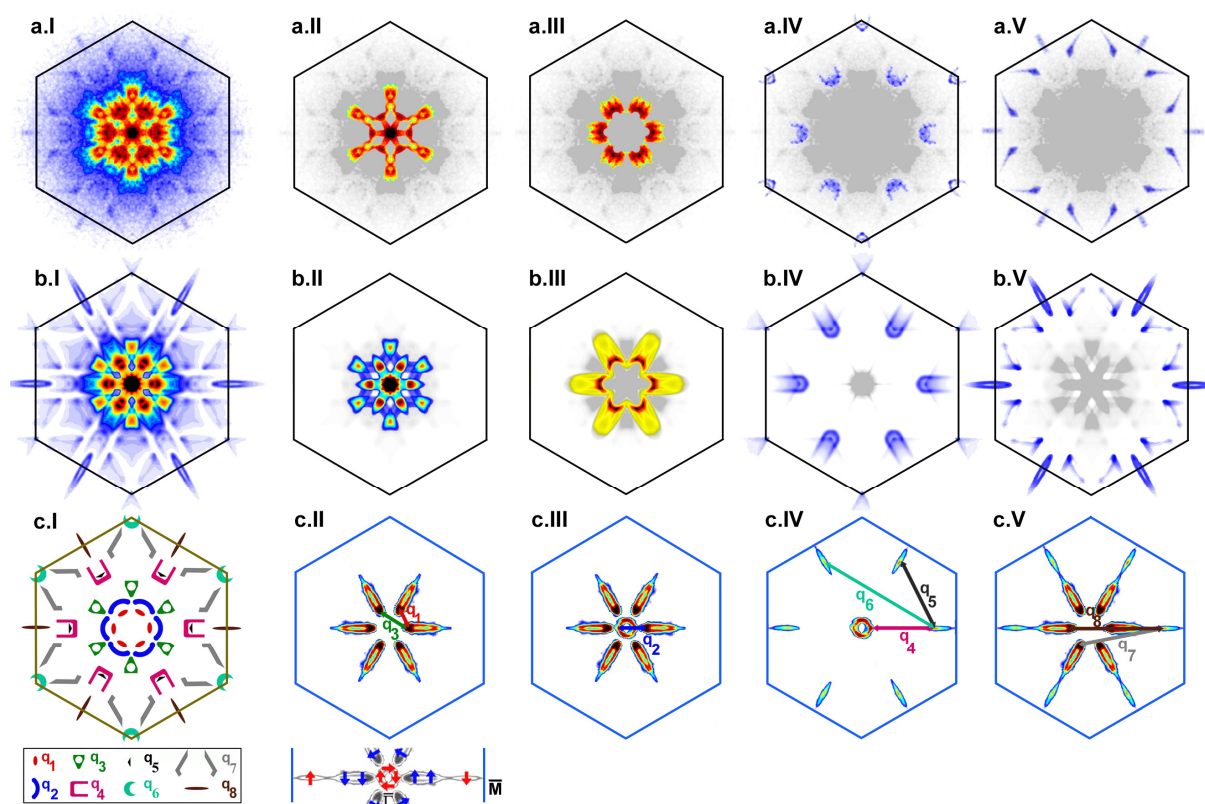 a.I a.II a.III a.IV a.V
b.I b.II b.III b.IV b.V
c.I c.II c.III c.IV c.V
q1 q3
q2
q6 q5
q4
q8
q7
q1 q3 q5 q7
q2 q4 q6 q8
Γ̄ M̄